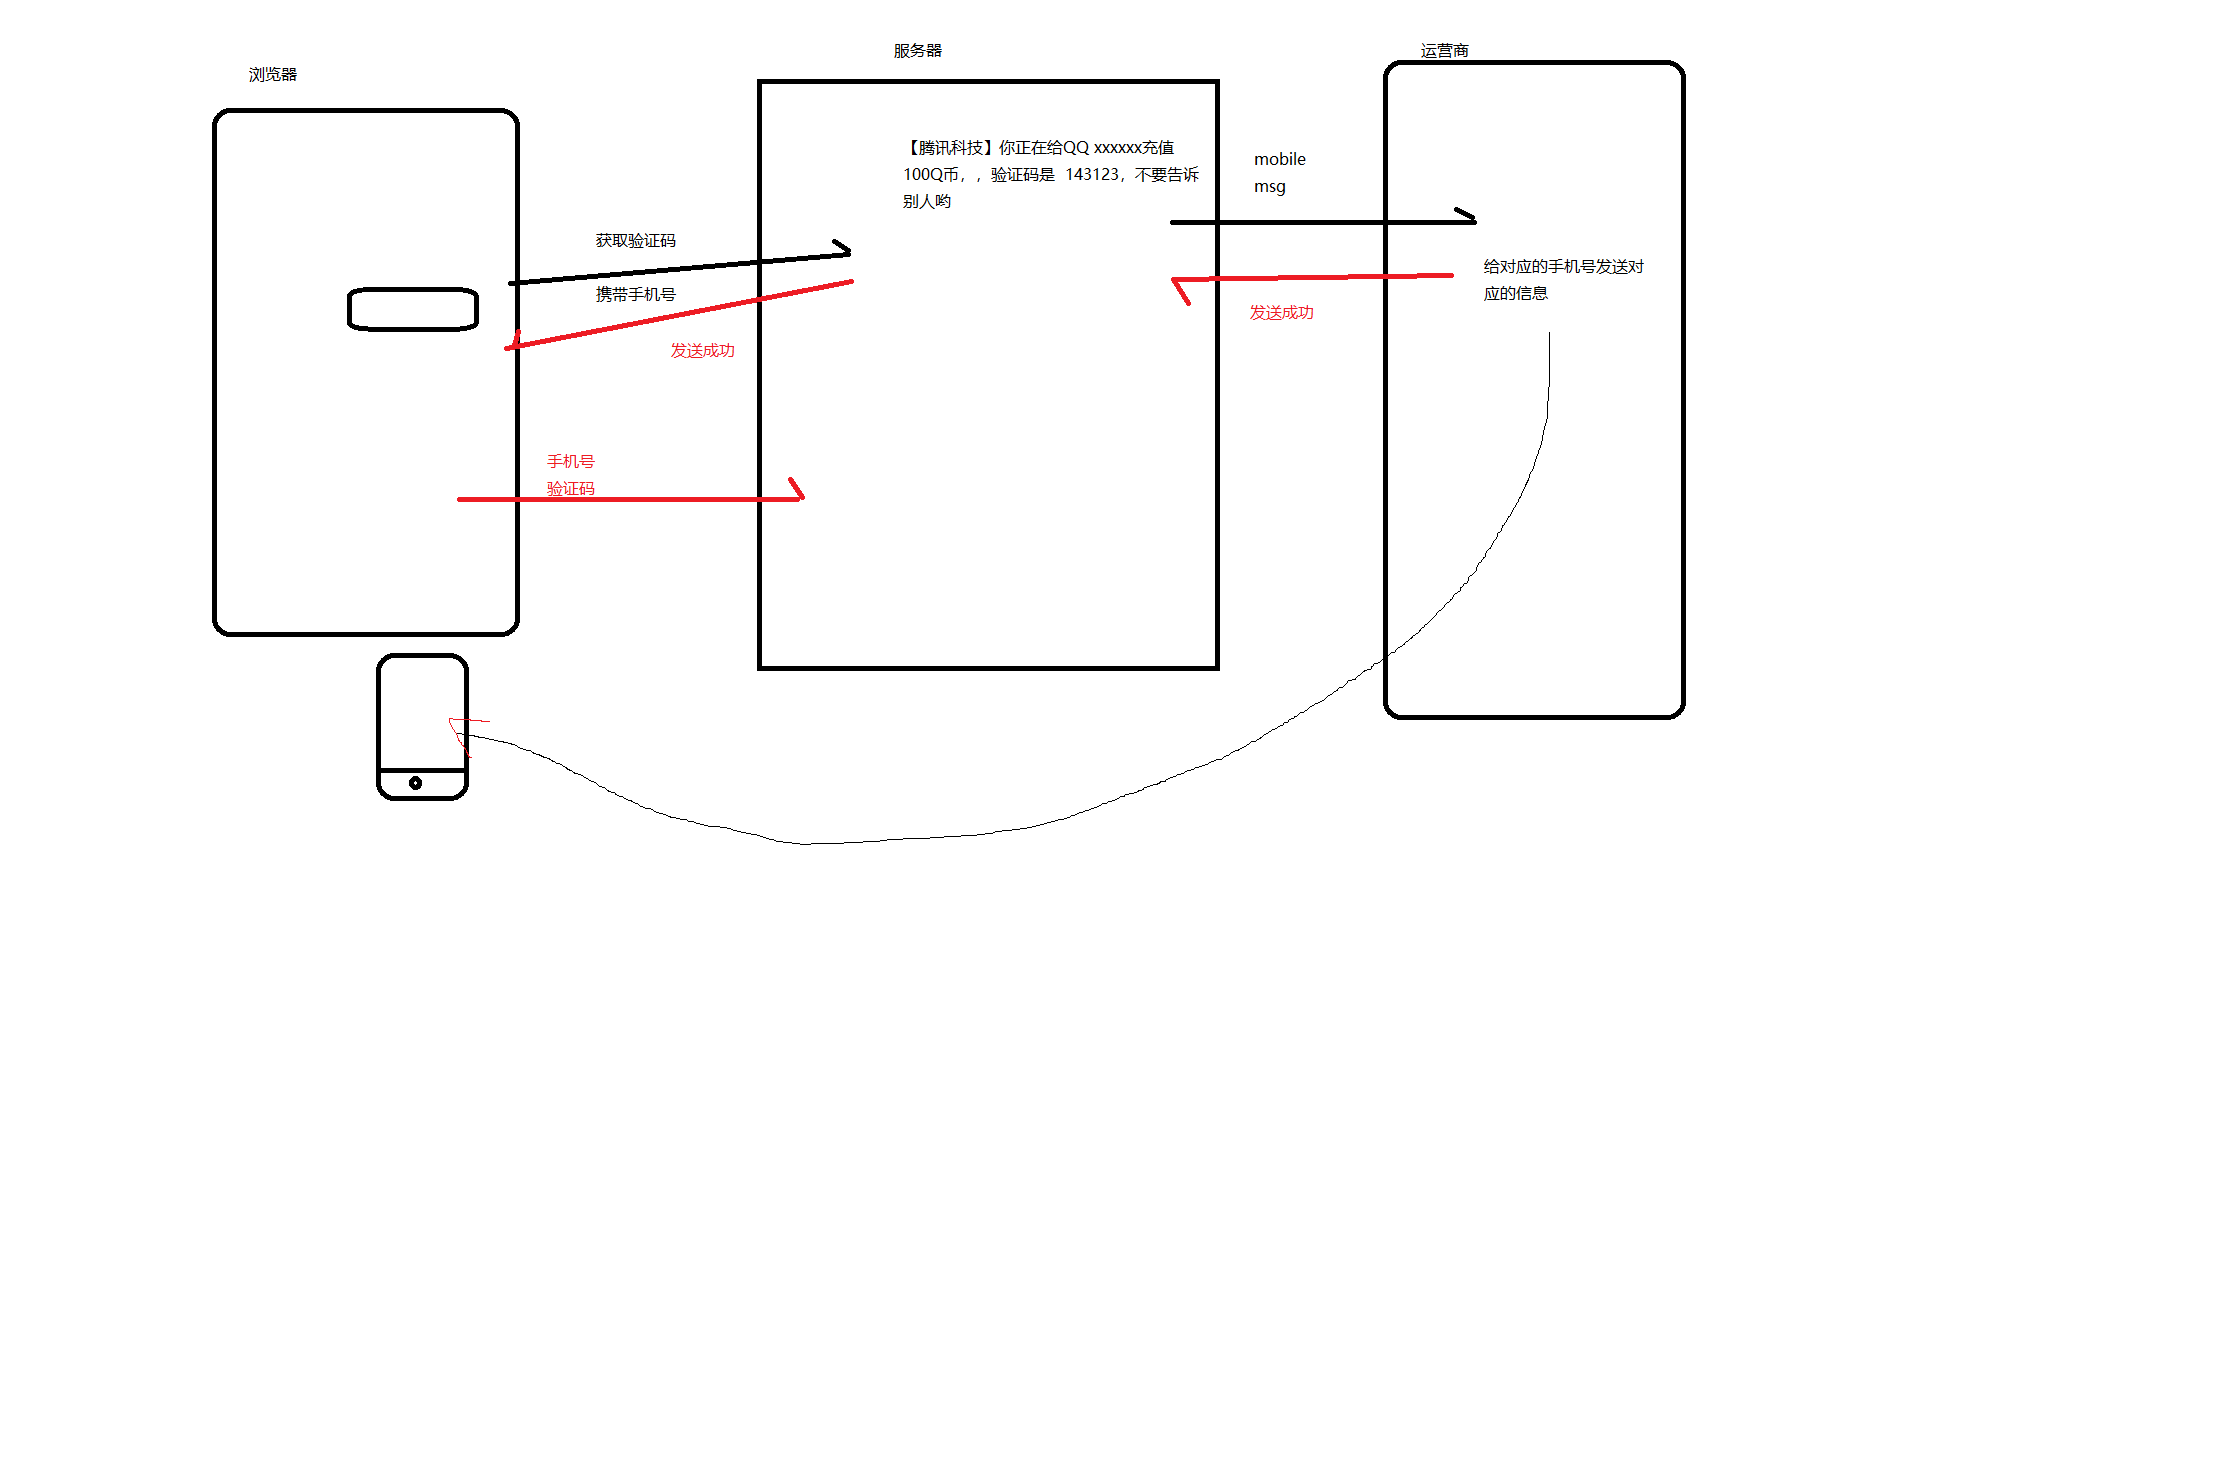 浏览器
服务器
运营商
【腾讯科技】你正在给QQ xxxxxx充值
100Q币，，验证码是  143123，不要告诉
别人哟
mobile
msg
获取验证码
携带手机号
发送成功
给对应的手机号发送对
应的信息
发送成功
手机号
验证码